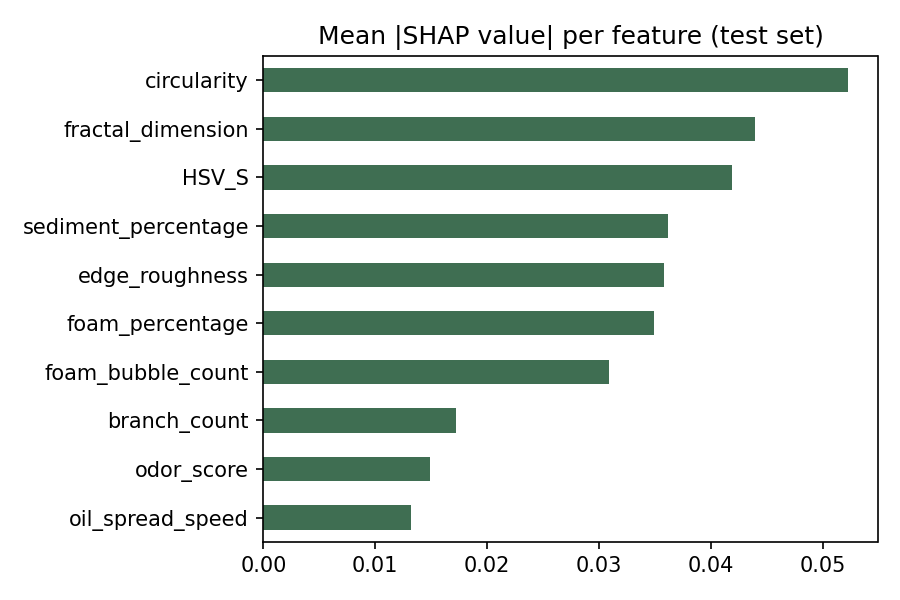 Mean |SHAP value| per feature (test set)
circularity
fractal_dimension
HSV_S
sediment_percentage
edge_roughness
foam_percentage
foam_bubble_count
branch_count
odor_score
oil_spread_speed
0.00 0.01 0.02 0.03 0.04 0.05